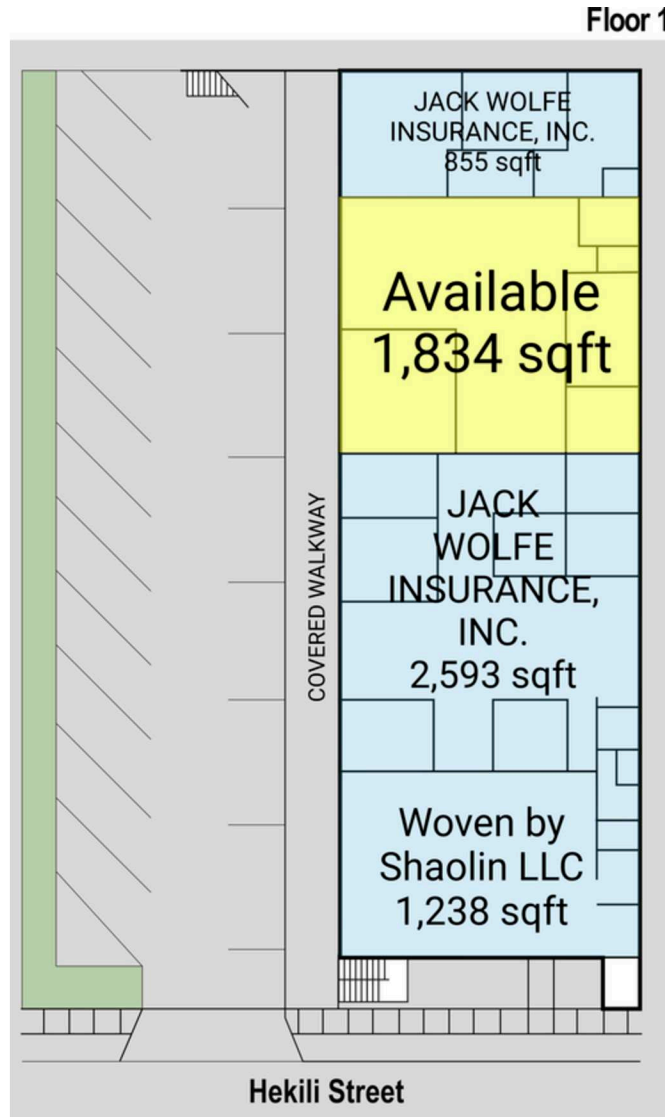 Floor 1
JACK WOLFE
INSURANCE, INC.
855 sqft
Available
1,834 sqft
COVERED WALKWAY
JACK
WOLFE
INSURANCE,
INC.
2,593 sqft
Woven by
Shaolin LLC
1,238 sqft
Hekili Street